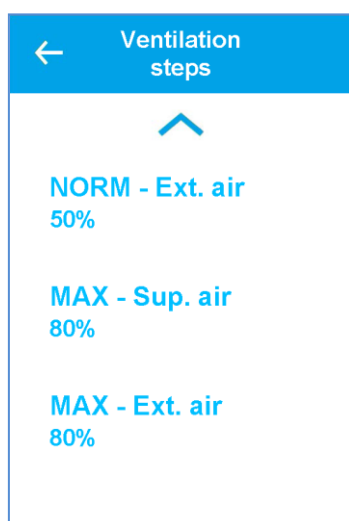 Ventilation
steps
NORM - Ext. air
50%
MAX - Sup. air
80%
MAX - Ext. air
80%